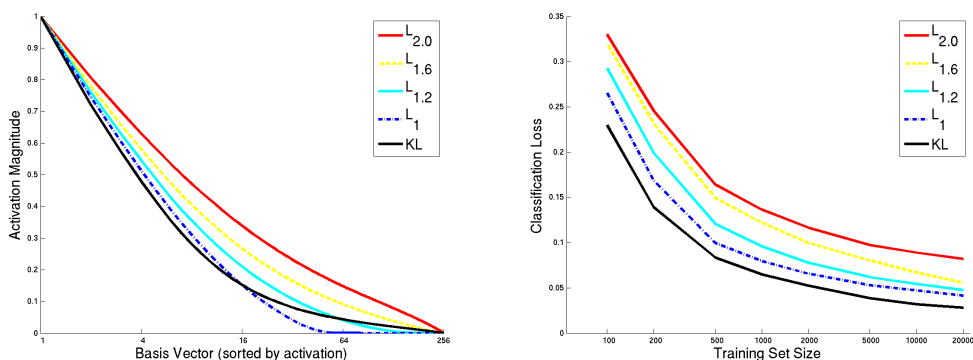 1
0.9
0.8
0.7
0.6
0.5
0.4
0.3
0.2
0.1
0
Activation Magnitude
1 4 16 64 256
Basis Vector (sorted by activation)
L2.0
L1.6
L1.2
L1
KL
0.35
0.3
0.25
0.2
0.15
0.1
0.05
0
Classification Loss
100 200 500 1000 2000 5000 10000 20000
Training Set Size
L2.0
L1.6
L1.2
L1
KL